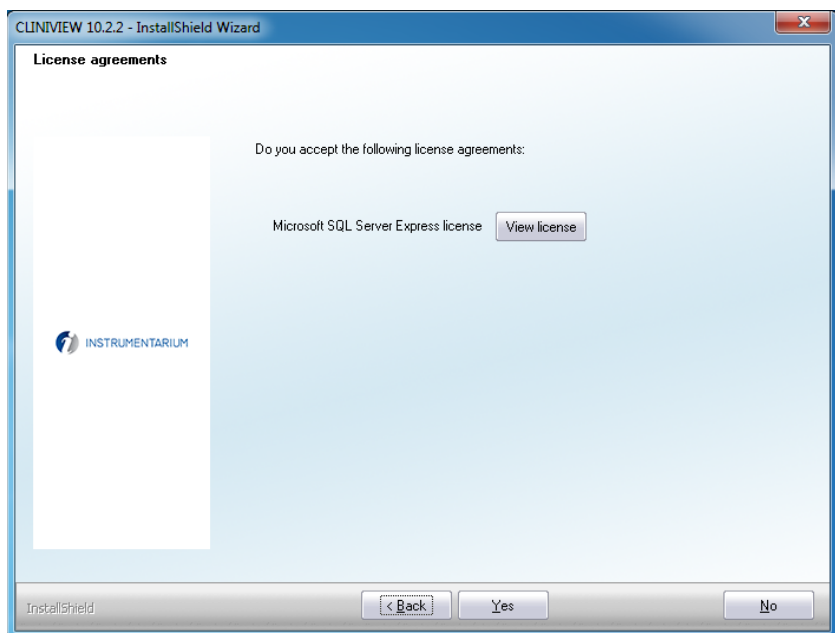 CLINIVIEW 10.2.2 - InstallShield Wizard
License agreements
Do you accept the following license agreements:
Microsoft SQL Server Express license View license
INSTRUMENTARIUM
InstallShield < Back Yes No